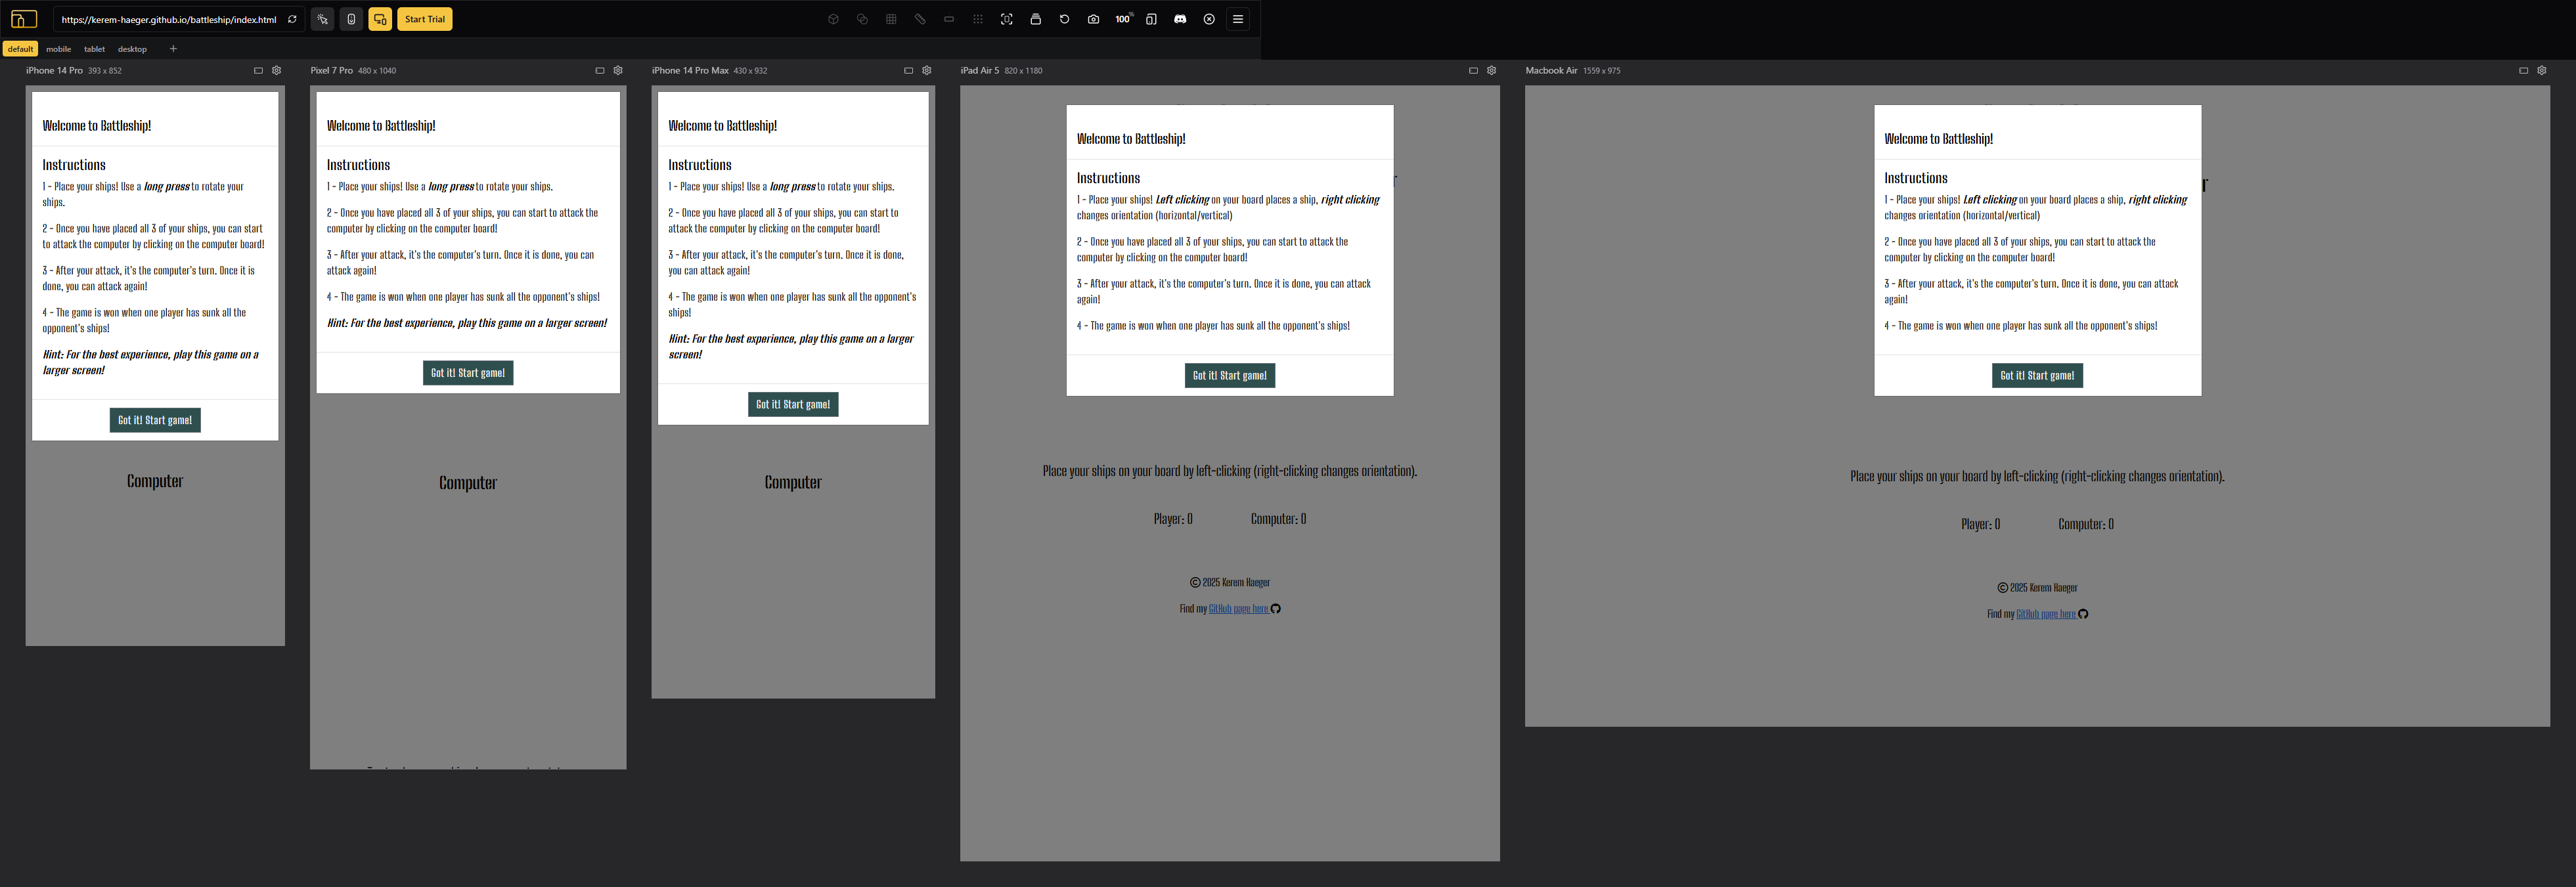 https://kerem-haeger.github.io/battleship/index.html
Start Trial
100%
default mobile tablet desktop +
iPhone 14 Pro 393 x 852
Welcome to Battleship!
Instructions
1 - Place your ships! Use a long press to rotate your
ships.
2 - Once you have placed all 3 of your ships, you can start
to attack the computer by clicking on the computer board!
3 - After your attack, it's the computer's turn. Once it is
done, you can attack again!
4 - The game is won when one player has sunk all the
opponent's ships!
Hint: For the best experience, play this game on a
larger screen!
Got it! Start game!
Computer
Pixel 7 Pro 480 x 1040
Welcome to Battleship!
Instructions
1 - Place your ships! Use a long press to rotate your ships.
2 - Once you have placed all 3 of your ships, you can start to attack the
computer by clicking on the computer board!
3 - After your attack, it's the computer's turn. Once it is done, you can
attack again!
4 - The game is won when one player has sunk all the opponent's ships!
Hint: For the best experience, play this game on a larger screen!
Got it! Start game!
Computer
iPhone 14 Pro Max 430 x 932
Welcome to Battleship!
Instructions
1 - Place your ships! Use a long press to rotate your ships.
2 - Once you have placed all 3 of your ships, you can start to
attack the computer by clicking on the computer board!
3 - After your attack, it's the computer's turn. Once it is done,
you can attack again!
4 - The game is won when one player has sunk all the opponent's
ships!
Hint: For the best experience, play this game on a larger
screen!
Got it! Start game!
Computer
iPad Air 5 820 x 1180
Welcome to Battleship!
Instructions
1 - Place your ships! Left clicking on your board places a ship, right clicking
changes orientation (horizontal/vertical)
2 - Once you have placed all 3 of your ships, you can start to attack the
computer by clicking on the computer board!
3 - After your attack, it's the computer's turn. Once it is done, you can attack
again!
4 - The game is won when one player has sunk all the opponent's ships!
Got it! Start game!
r
Place your ships on your board by left-clicking (right-clicking changes orientation).
Player: 0 Computer: 0
© 2025 Kerem Haeger
Find my GitHub page here
Macbook Air 1559 x 975
Welcome to Battleship!
Instructions
1 - Place your ships! Left clicking on your board places a ship, right clicking
changes orientation (horizontal/vertical)
2 - Once you have placed all 3 of your ships, you can start to attack the
computer by clicking on the computer board!
3 - After your attack, it's the computer's turn. Once it is done, you can attack
again!
4 - The game is won when one player has sunk all the opponent's ships!
Got it! Start game!
r
Place your ships on your board by left-clicking (right-clicking changes orientation).
Player: 0 Computer: 0
© 2025 Kerem Haeger
Find my GitHub page here